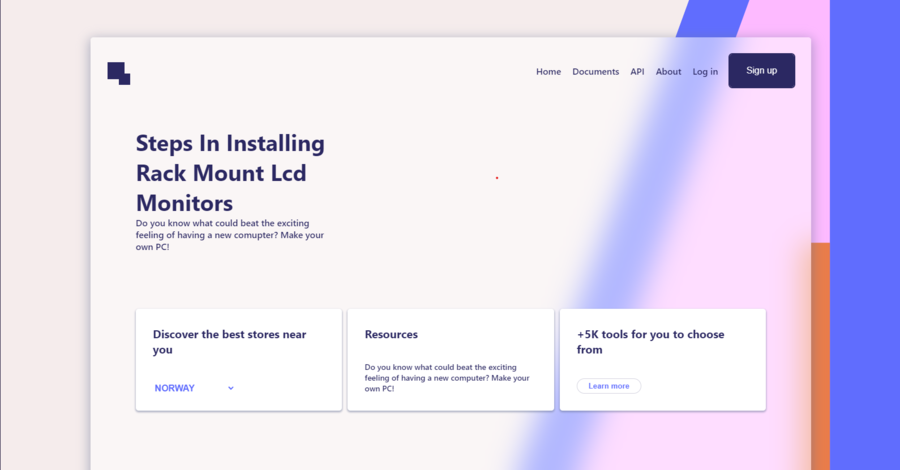 Home Documents API About Log in Sign up
Steps In Installing
Rack Mount Lcd
Monitors
Do you know what could beat the exciting
feeling of having a new comupter? Make your
own PC!
Discover the best stores near
you
NORWAY
Resources
Do you know what could beat the exciting
feeling of having a new computer? Make your
own PC!
+5K tools for you to choose
from
Learn more